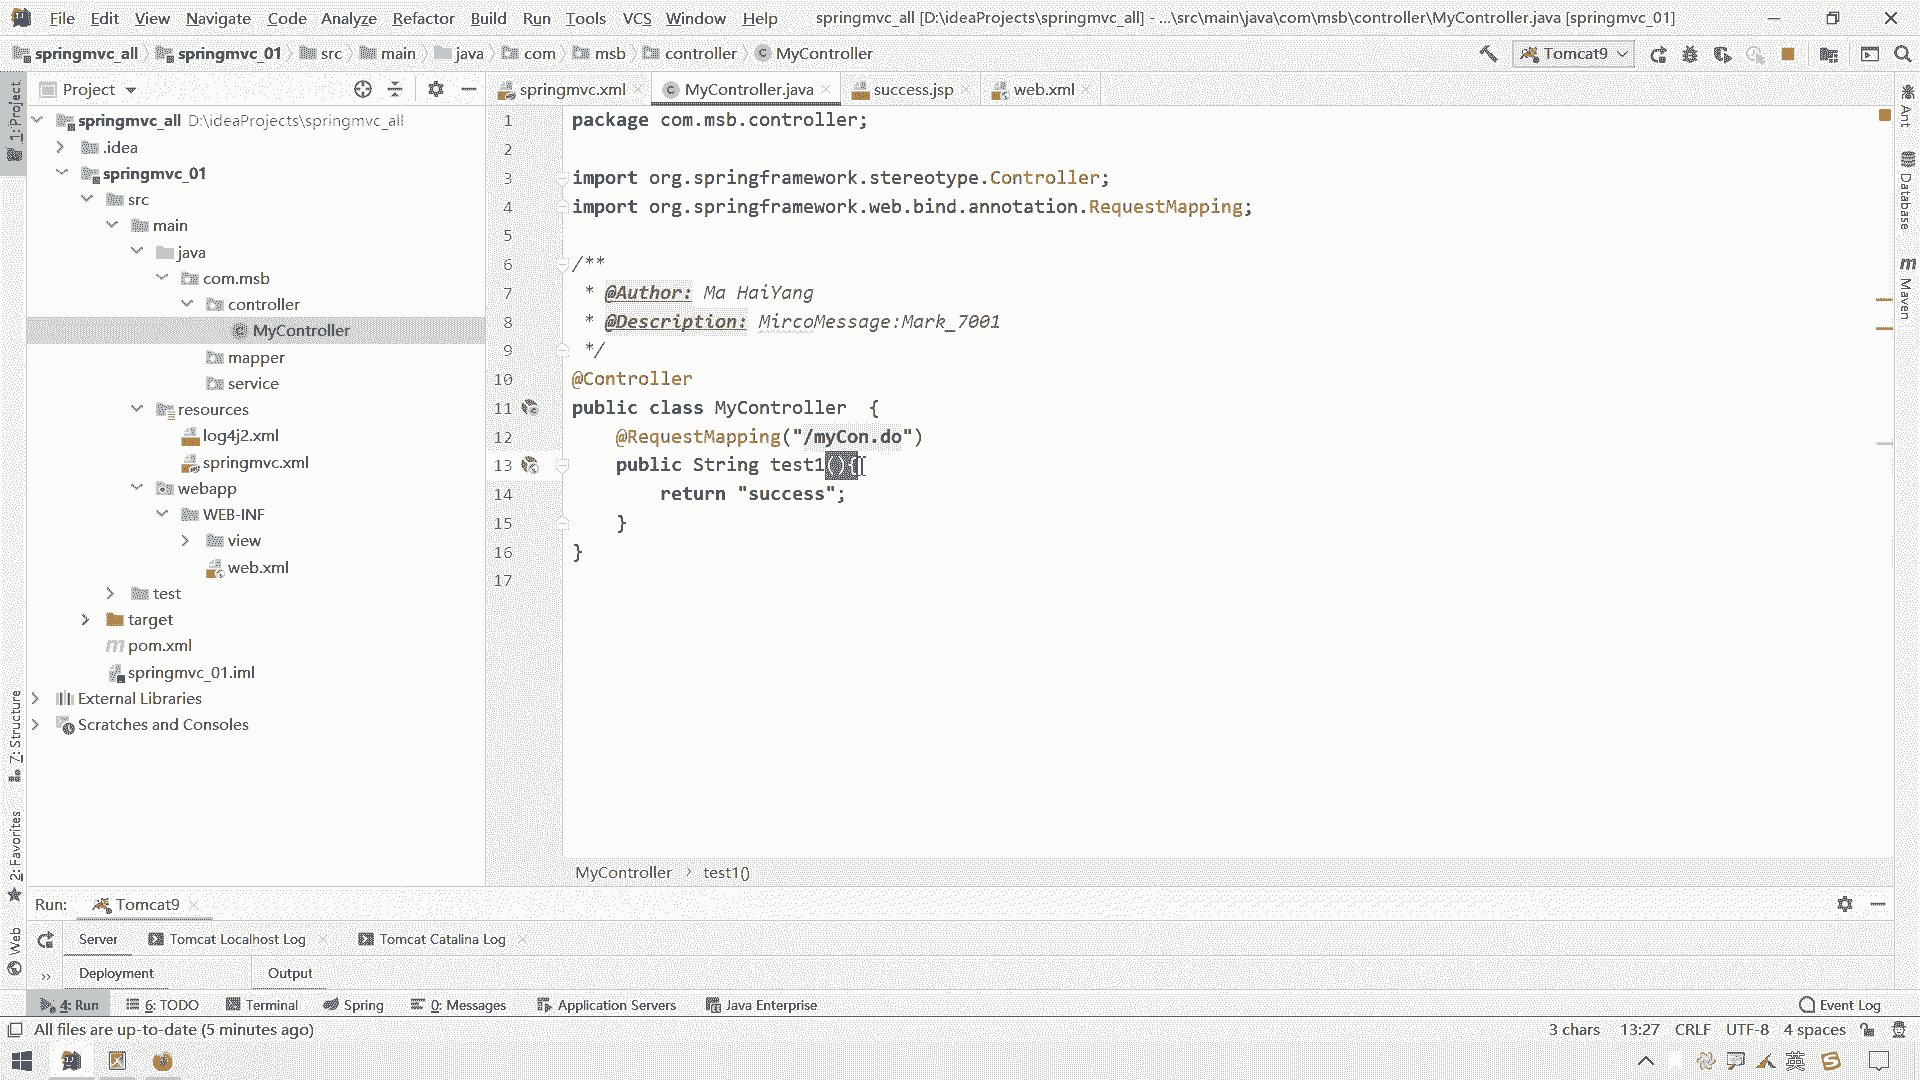 File Edit View Navigate Code Analyze Refactor Build Run Tools VCS Window Help springmvc_all [D:\ideaProjects\springmvc_all] - ...\src\main\java\com\msb\controller\MyController.java [springmvc_01]
springmvc_all springmvc_01 src main java com msb controller MyController Tomcat9
Project springmvc.xml MyController.java success.jsp web.xml
1: Project
Ant
Database
Maven
springmvc_all D:\ideaProjects\springmvc_all
.idea
springmvc_01
src
main
java
com.msb
controller
MyController
mapper
service
resources
log4j2.xml
springmvc.xml
webapp
WEB-INF
view
web.xml
test
target
pom.xml
springmvc_01.iml
External Libraries
Scratches and Consoles
1 package com.msb.controller;
2
3 import org.springframework.stereotype.Controller;
4 import org.springframework.web.bind.annotation.RequestMapping;
5
6 /**
7 * @Author: Ma HaiYang
8 * @Description: MircoMessage:Mark_7001
9 */
10 @Controller
11 public class MyController {
12 @RequestMapping("/myCon.do")
13 public String test1(){
14 return "success";
15 }
16 }
17
7: Structure
2: Favorites
Web
MyController > test1()
Run: Tomcat9
Server Tomcat Localhost Log Tomcat Catalina Log
Deployment Output
4: Run 6: TODO Terminal Spring 0: Messages Application Servers Java Enterprise Event Log
All files are up-to-date (5 minutes ago) 3 chars 13:27 CRLF UTF-8 4 spaces
英